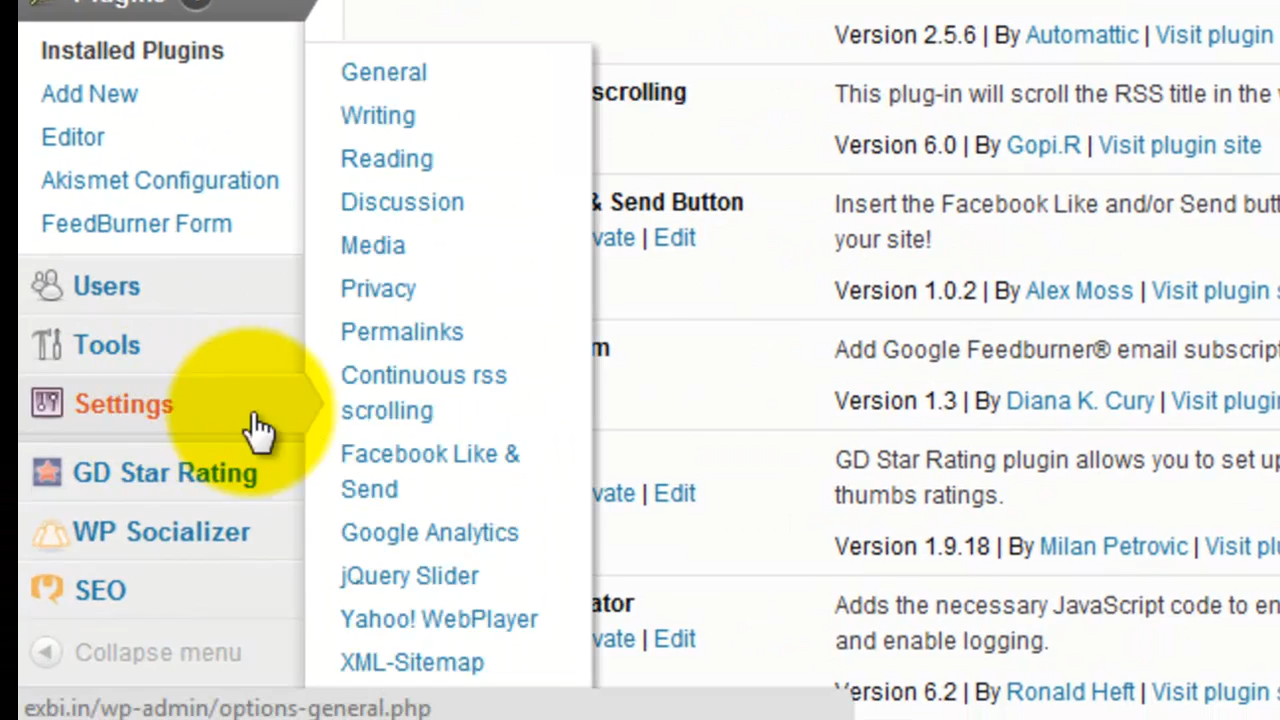 Plugins
Installed Plugins
Add New
Editor
Akismet Configuration
FeedBurner Form
Users
Tools
Settings
GD Star Rating
WP Socializer
SEO
Collapse menu
General
Writing
Reading
Discussion
Media
Privacy
Permalinks
Continuous rss
scrolling
Facebook Like &
Send
Google Analytics
jQuery Slider
Yahoo! WebPlayer
XML-Sitemap
Version 2.5.6 | By Automattic | Visit plugin
scrolling
This plug-in will scroll the RSS title in the
Version 6.0 | By Gopi.R | Visit plugin site
& Send Button
vate | Edit
Insert the Facebook Like and/or Send
your site!
Version 1.0.2 | By Alex Moss | Visit plugin
m
Add Google Feedburner® email
Version 1.3 | By Diana K. Cury | Visit
vate | Edit
GD Star Rating plugin allows you to set
thumbs ratings.
Version 1.9.18 | By Milan Petrovic | Visit
ator
vate | Edit
Adds the necessary JavaScript code to
and enable logging.
Version 6.2 | By Ronald Heft | Visit plugin
exbi.in/wp-admin/options-general.php